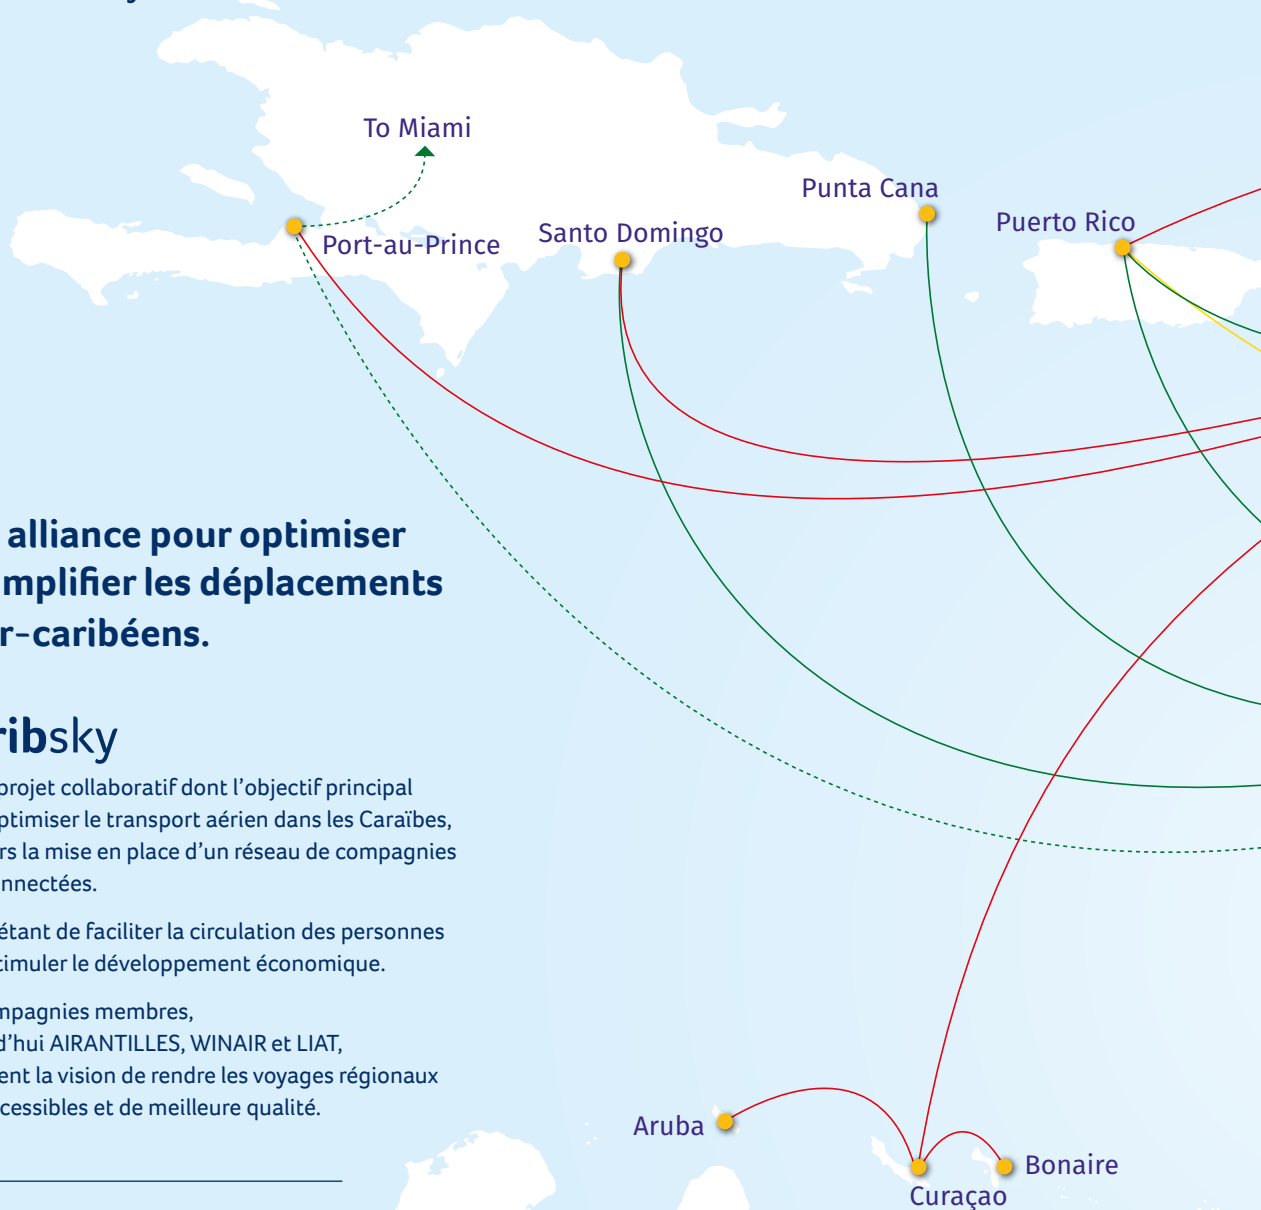 To Miami
Punta Cana
Puerto Rico
Santo Domingo
Port-au-Prince
alliance pour optimiser
mplifier les déplacements
r-caribéens.
ribsky
projet collaboratif dont l’objectif principal
ptimiser le transport aérien dans les Caraïbes,
rs la mise en place d’un réseau de compagnies
nnectées.
étant de faciliter la circulation des personnes
timuler le développement économique.
mpagnies membres,
d’hui AIRANTILLES, WINAIR et LIAT,
ent la vision de rendre les voyages régionaux
cessibles et de meilleure qualité.
Aruba
Bonaire
Curaçao